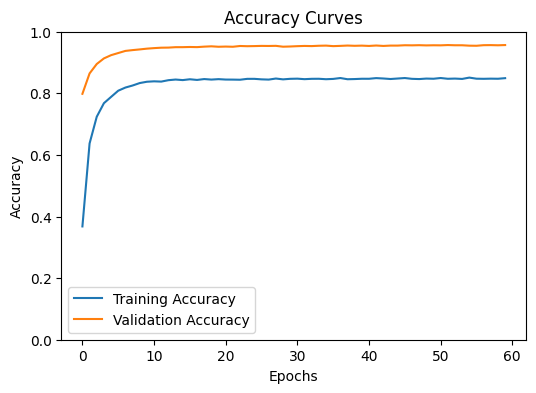 Accuracy Curves
1.0
0.8
0.6
0.4
0.2
0.0
Accuracy
Training Accuracy
Validation Accuracy
0 10 20 30 40 50 60
Epochs